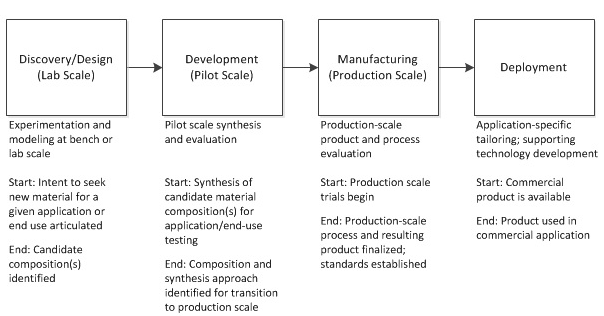 Discovery/Design
(Lab Scale)
Development
(Pilot Scale)
Manufacturing
(Production Scale)
Deployment
Experimentation and
modeling at bench or
lab scale
Start: Intent to seek
new material for a
given application or
end use articulated
End: Candidate
composition(s)
identified
Pilot scale synthesis
and evaluation
Start: Synthesis of
candidate material
composition(s) for
application/end-use
testing
End: Composition and
synthesis approach
identified for transition
to production scale
Production-scale
product and process
evaluation
Start: Production scale
trials begin
End: Production-scale
process and resulting
product finalized;
standards established
Application-specific
tailoring; supporting
technology development
Start: Commercial
product is available
End: Product used in
commercial application